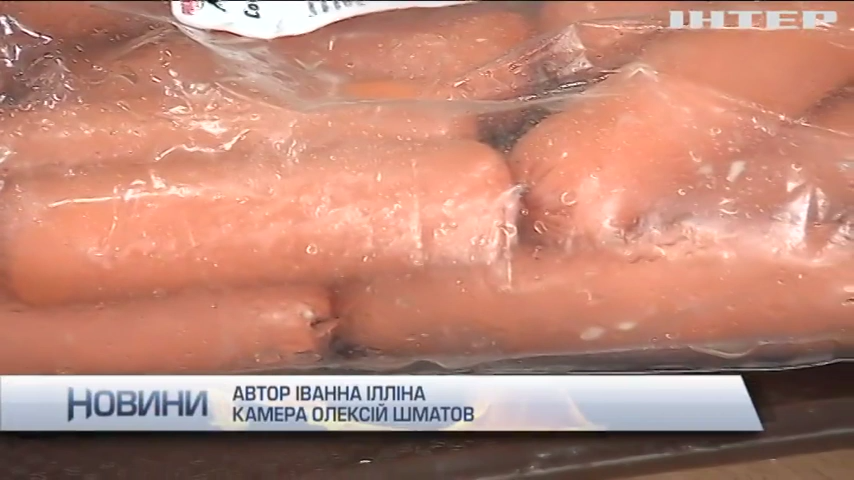 ІНТЕР
НОВИНИ
АВТОР ІВАННА ІЛЛІНА
КАМЕРА ОЛЕКСІЙ ШМАТОВ